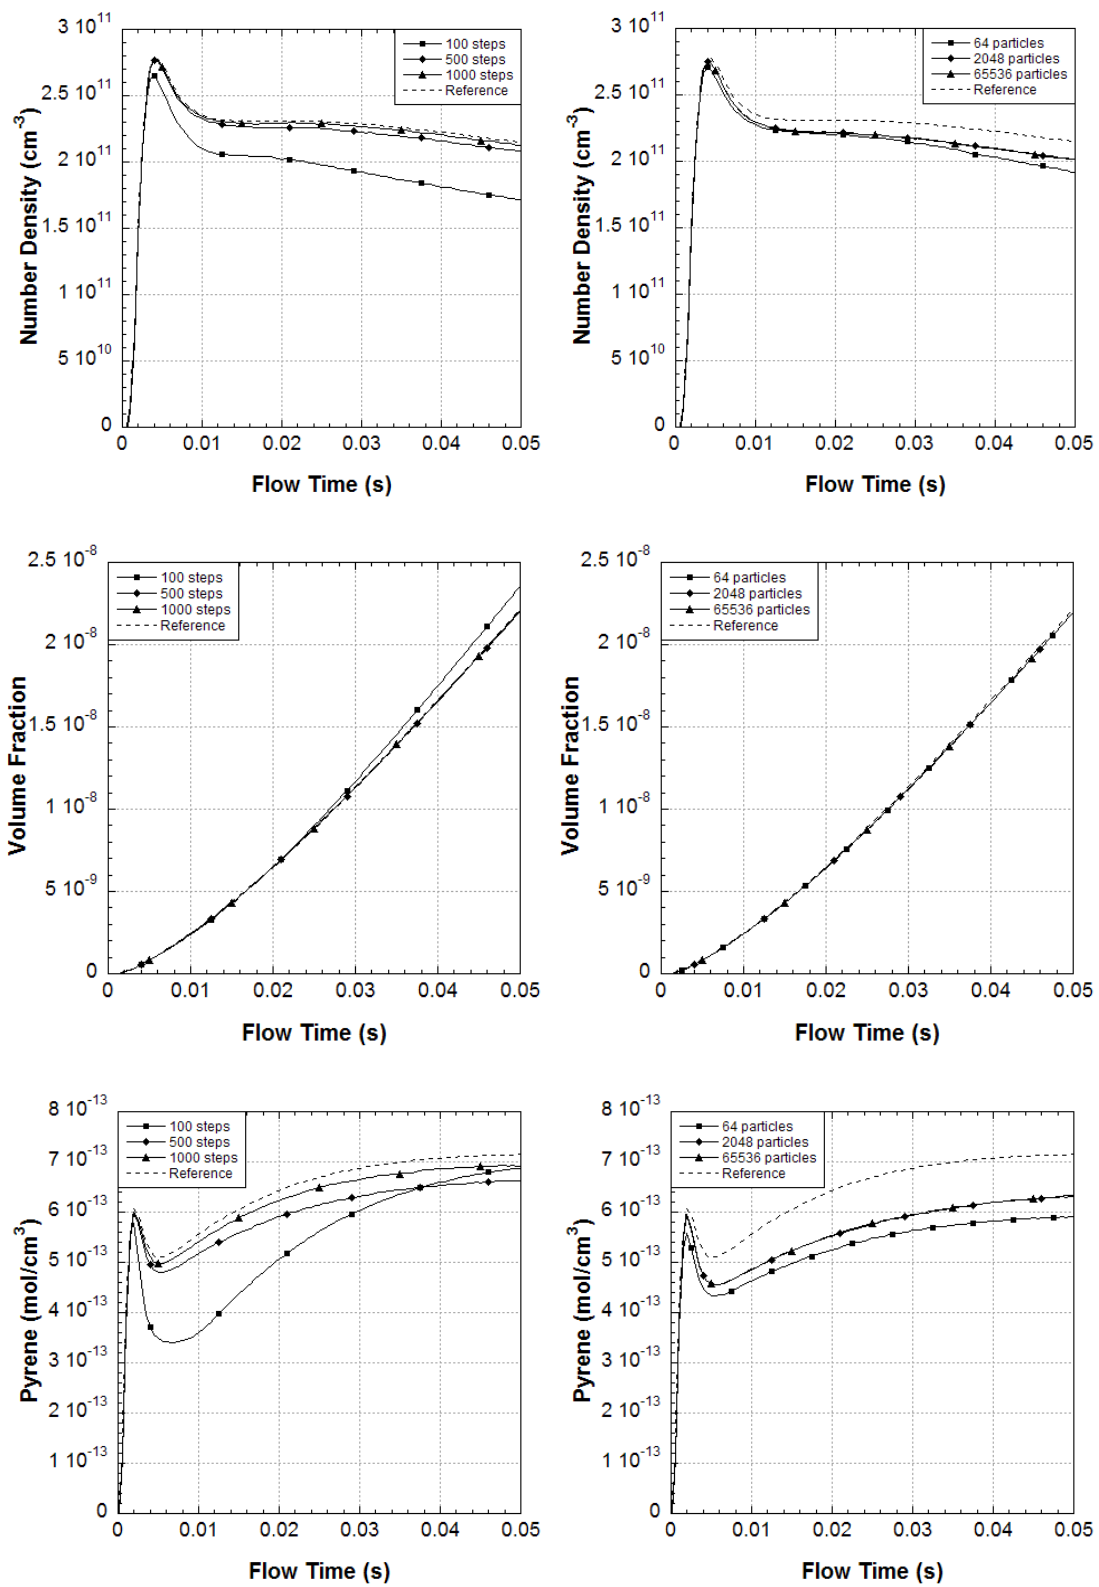 3 10^11
2.5 10^11
2 10^11
1.5 10^11
1 10^11
5 10^10
0
Number Density (cm^-3)
100 steps
500 steps
1000 steps
Reference
0 0.01 0.02 0.03 0.04 0.05
Flow Time (s)
3 10^11
2.5 10^11
2 10^11
1.5 10^11
1 10^11
5 10^10
0
Number Density (cm^-3)
64 particles
2048 particles
65536 particles
Reference
0 0.01 0.02 0.03 0.04 0.05
Flow Time (s)
2.5 10^-8
2 10^-8
1.5 10^-8
1 10^-8
5 10^-9
0
Volume Fraction
100 steps
500 steps
1000 steps
Reference
0 0.01 0.02 0.03 0.04 0.05
Flow Time (s)
2.5 10^-8
2 10^-8
1.5 10^-8
1 10^-8
5 10^-9
0
Volume Fraction
64 particles
2048 particles
65536 particles
Reference
0 0.01 0.02 0.03 0.04 0.05
Flow Time (s)
8 10^-13
7 10^-13
6 10^-13
5 10^-13
4 10^-13
3 10^-13
2 10^-13
1 10^-13
0
Pyrene (mol/cm^3)
100 steps
500 steps
1000 steps
Reference
0 0.01 0.02 0.03 0.04 0.05
Flow Time (s)
8 10^-13
7 10^-13
6 10^-13
5 10^-13
4 10^-13
3 10^-13
2 10^-13
1 10^-13
0
Pyrene (mol/cm^3)
64 particles
2048 particles
65536 particles
Reference
0 0.01 0.02 0.03 0.04 0.05
Flow Time (s)